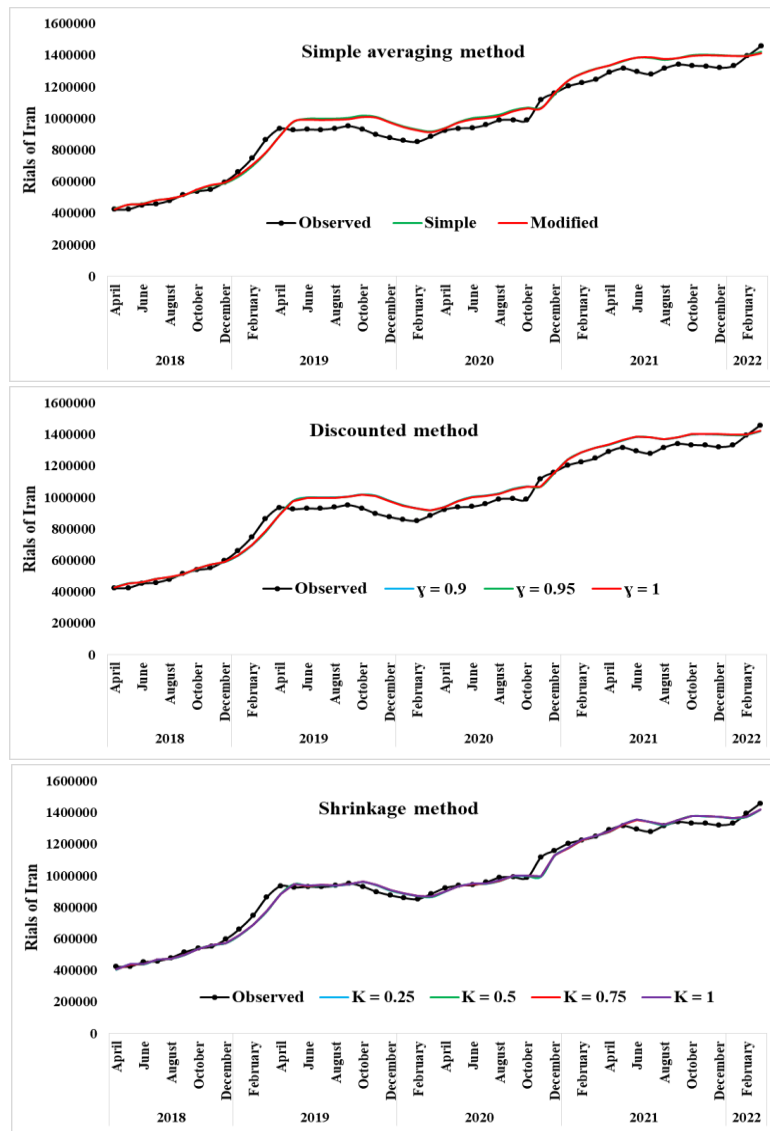 Simple averaging method
Rials of Iran
1600000
1400000
1200000
1000000
800000
600000
400000
200000
0
Observed Simple Modified
April June August October December February April June August October December February April June August October December February April June August October December February
2018 2019 2020 2021 2022
Discounted method
Rials of Iran
1600000
1400000
1200000
1000000
800000
600000
400000
200000
0
Observed ɣ = 0.9 ɣ = 0.95 ɣ = 1
April June August October December February April June August October December February April June August October December February April June August October December February
2018 2019 2020 2021 2022
Shrinkage method
Rials of Iran
1600000
1400000
1200000
1000000
800000
600000
400000
200000
0
Observed K = 0.25 K = 0.5 K = 0.75 K = 1
April June August October December February April June August October December February April June August October December February April June August October December February
2018 2019 2020 2021 2022